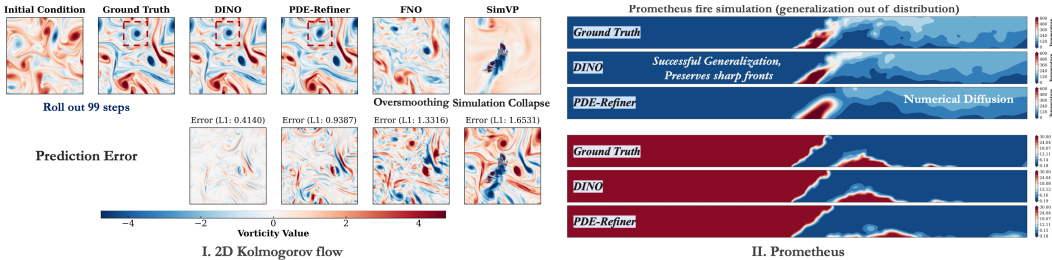 Initial Condition
Ground Truth
DINO
PDE-Refiner
FNO
SimVP
Roll out 99 steps
Oversmoothing
Simulation Collapse
Prediction Error
Error (L1: 0.4140)
Error (L1: 0.9387)
Error (L1: 1.3316)
Error (L1: 1.6531)
−4
−2
0
2
4
Vorticity Value
I. 2D Kolmogorov flow
Prometheus fire simulation (generalization out of distribution)
Ground Truth
DINO
Successful Generalization,
Preserves sharp fronts
PDE-Refiner
Numerical Diffusion
Ground Truth
DINO
PDE-Refiner
II. Prometheus